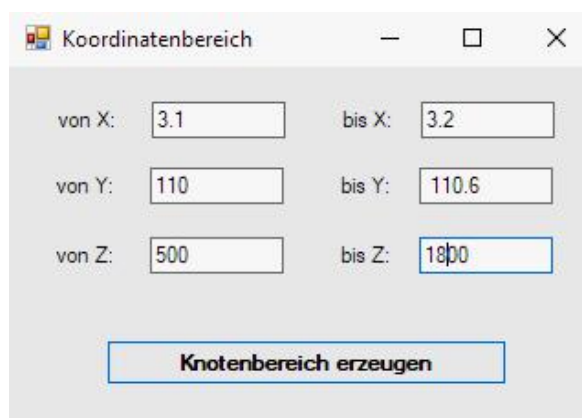 Koordinatenbereich
von X: 3.1 bis X: 3.2
von Y: 110 bis Y: 110.6
von Z: 500 bis Z: 1800
Knotenbereich erzeugen